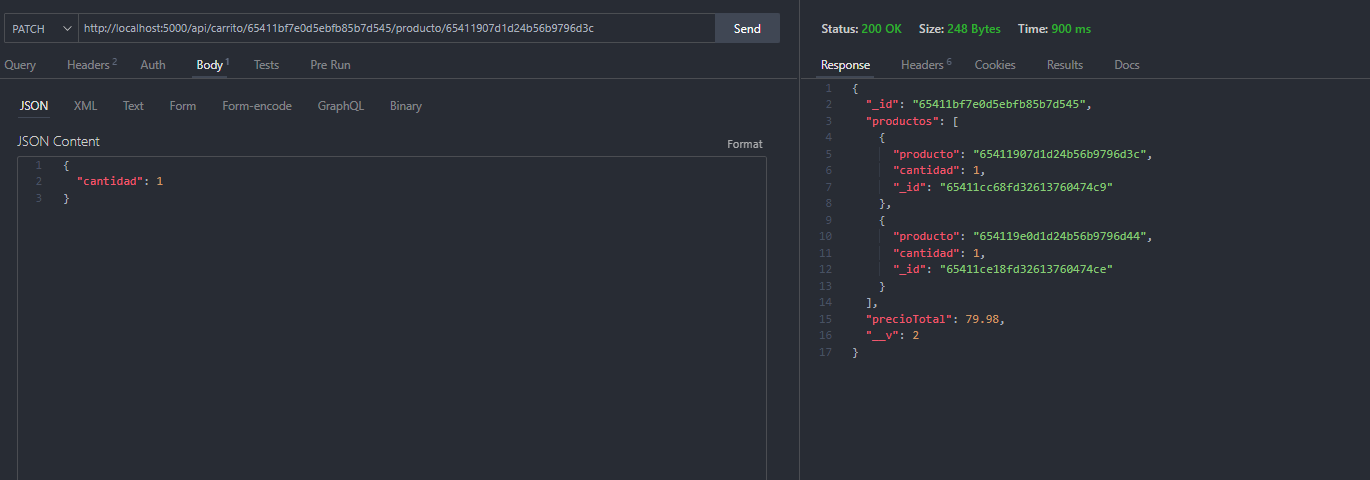 PATCH http://localhost:5000/api/carrito/65411bf7e0d5ebfb85b7d545/producto/65411907d1d24b56b9796d3c Send
Query Headers 2 Auth Body 1 Tests Pre Run
JSON XML Text Form Form-encode GraphQL Binary
JSON Content Format
1 {
2 "cantidad": 1
3 }
Status: 200 OK Size: 248 Bytes Time: 900 ms
Response Headers 6 Cookies Results Docs
1 {
2 "_id": "65411bf7e0d5ebfb85b7d545",
3 "productos": [
4 {
5 "producto": "65411907d1d24b56b9796d3c",
6 "cantidad": 1,
7 "_id": "65411cc68fd32613760474c9"
8 },
9 {
10 "producto": "654119e0d1d24b56b9796d44",
11 "cantidad": 1,
12 "_id": "65411ce18fd32613760474ce"
13 }
14 ],
15 "precioTotal": 79.98,
16 "__v": 2
17 }